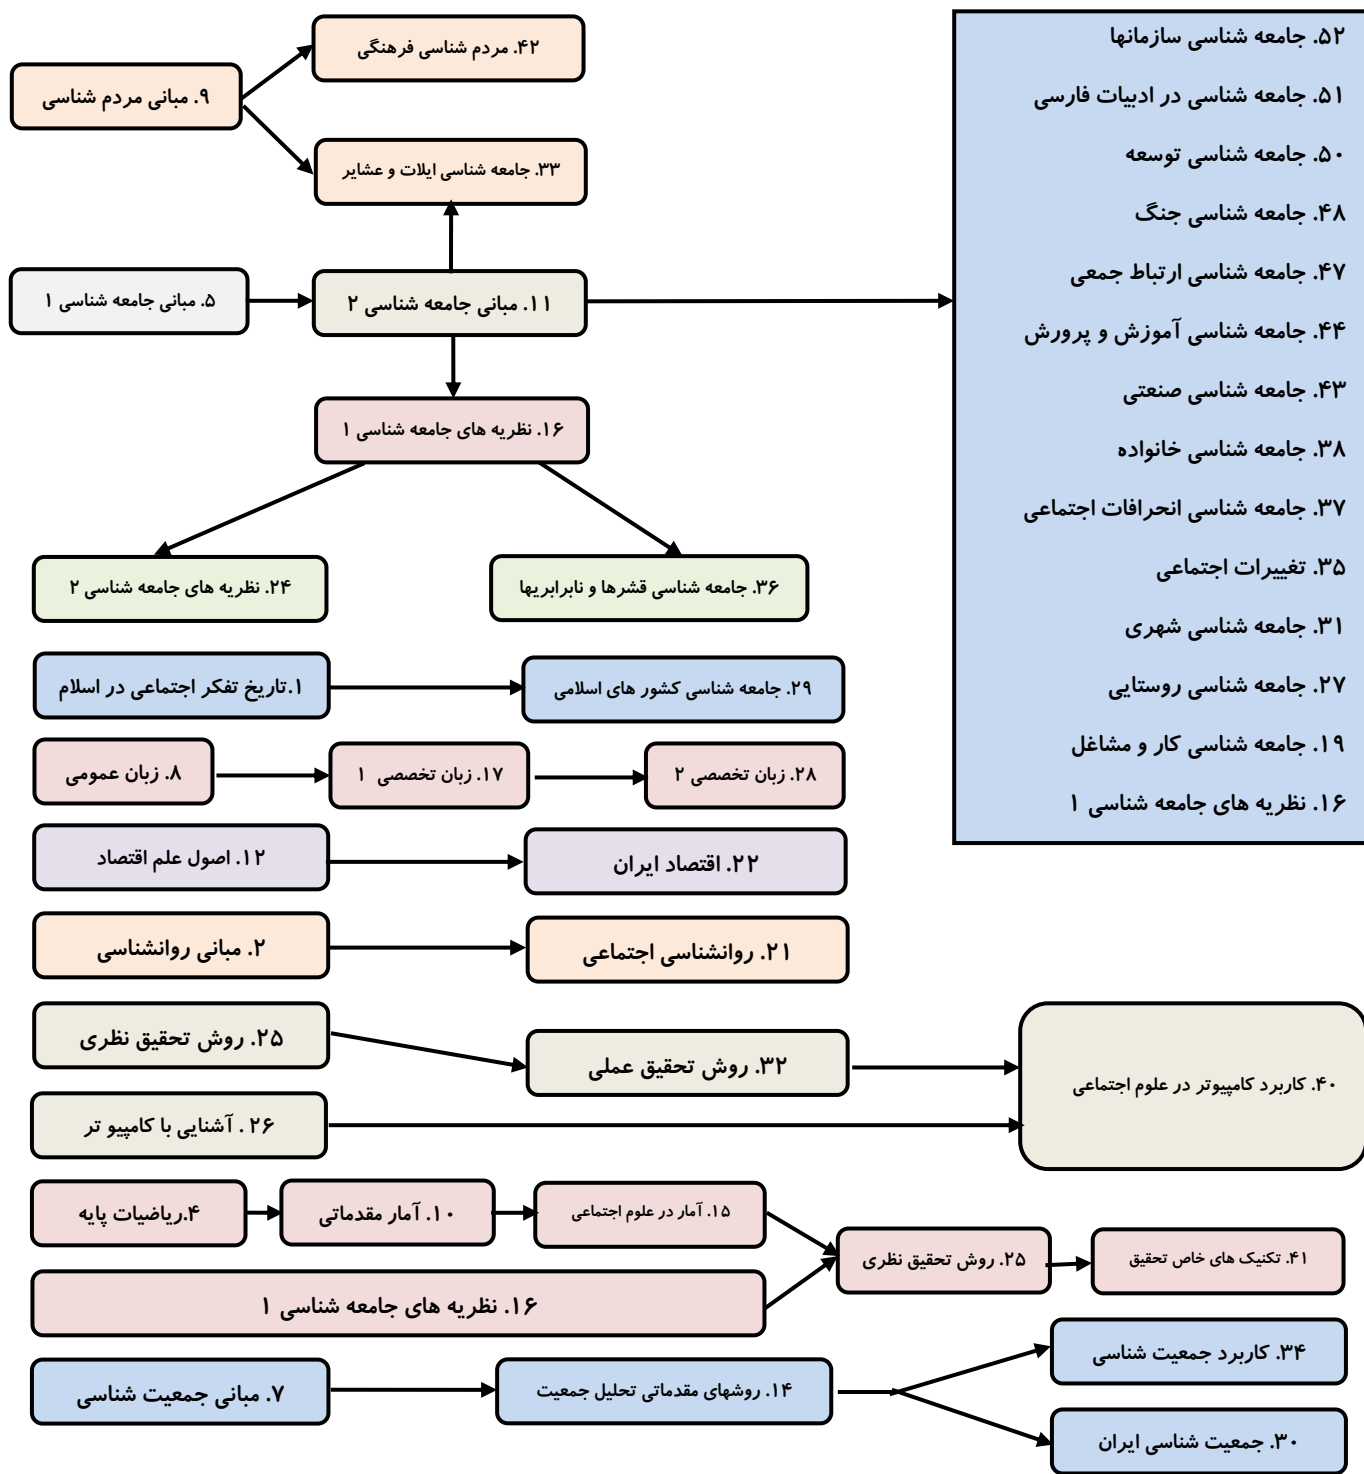 ۴۲. مردم شناسی فرهنگی
۹. مبانی مردم شناسی
۳۳. جامعه شناسی ایلات و عشایر
۵. مبانی جامعه شناسی ۱
۱۱. مبانی جامعه شناسی ۲
۱۶. نظریه های جامعه شناسی ۱
۲۴. نظریه های جامعه شناسی ۲
۳۶. جامعه شناسی قشرها و نابرابریها
۵۲. جامعه شناسی سازمانها
۵۱. جامعه شناسی در ادبیات فارسی
۵۰. جامعه شناسی توسعه
۴۸. جامعه شناسی جنگ
۴۷. جامعه شناسی ارتباط جمعی
۴۴. جامعه شناسی آموزش و پرورش
۴۳. جامعه شناسی صنعتی
۳۸. جامعه شناسی خانواده
۳۷. جامعه شناسی انحرافات اجتماعی
۳۵. تغییرات اجتماعی
۳۱. جامعه شناسی شهری
۲۷. جامعه شناسی روستایی
۱۹. جامعه شناسی کار و مشاغل
۱۶. نظریه های جامعه شناسی ۱
۱.تاریخ تفکر اجتماعی در اسلام
۲۹. جامعه شناسی کشور های اسلامی
۸. زبان عمومی
۱۷. زبان تخصصی ۱
۲۸. زبان تخصصی ۲
۱۲. اصول علم اقتصاد
۲۲. اقتصاد ایران
۲. مبانی روانشناسی
۲۱. روانشناسی اجتماعی
۲۵. روش تحقیق نظری
۳۲. روش تحقیق عملی
۴۰. کاربرد کامپیوتر در علوم اجتماعی
۲۶ . آشنایی با کامپیو تر
۴.ریاضیات پایه
۱۰. آمار مقدماتی
۱۵. آمار در علوم اجتماعی
۲۵. روش تحقیق نظری
۴۱. تکنیک های خاص تحقیق
۱۶. نظریه های جامعه شناسی ۱
۷. مبانی جمعیت شناسی
۱۴. روشهای مقدماتی تحلیل جمعیت
۳۴. کاربرد جمعیت شناسی
۳۰. جمعیت شناسی ایران